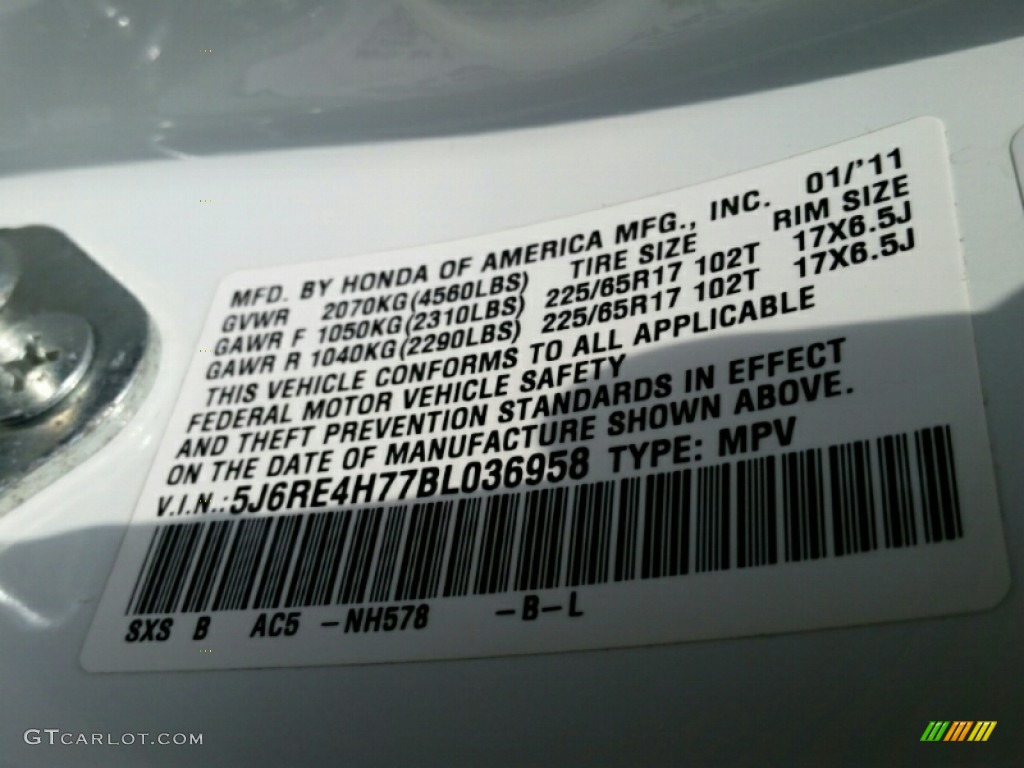 MFD. BY HONDA OF AMERICA MFG., INC. 01/'11
GVWR 2070KG(4560LBS) TIRE SIZE RIM SIZE
GAWR F 1050KG(2310LBS) 225/65R17 102T 17X6.5J
GAWR R 1040KG(2290LBS) 225/65R17 102T 17X6.5J
THIS VEHICLE CONFORMS TO ALL APPLICABLE
FEDERAL MOTOR VEHICLE SAFETY
AND THEFT PREVENTION STANDARDS IN EFFECT
ON THE DATE OF MANUFACTURE SHOWN ABOVE.
V.I.N.: 5J6RE4H77BL036958 TYPE: MPV
SXS B AC5 -NH578 -B-L
GTCARLOT.COM